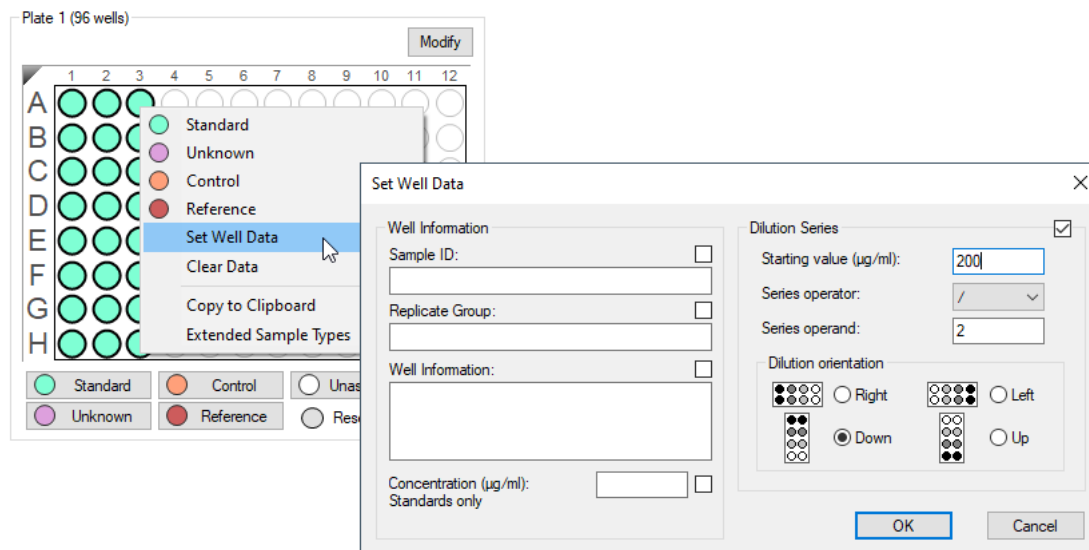 Plate 1 (96 wells)
Modify
1 2 3 4 5 6 7 8 9 10 11 12
A
B
C
D
E
F
G
H
Standard
Unknown
Control
Reference
Set Well Data
Clear Data
Copy to Clipboard
Extended Sample Types
Standard
Control
Unknown
Reference
Set Well Data
Well Information
Sample ID:
Replicate Group:
Well Information:
Concentration (µg/ml):
Standards only
Dilution Series
Starting value (µg/ml): 200
Series operator: /
Series operand: 2
Dilution orientation
Right
Left
Down
Up
OK
Cancel